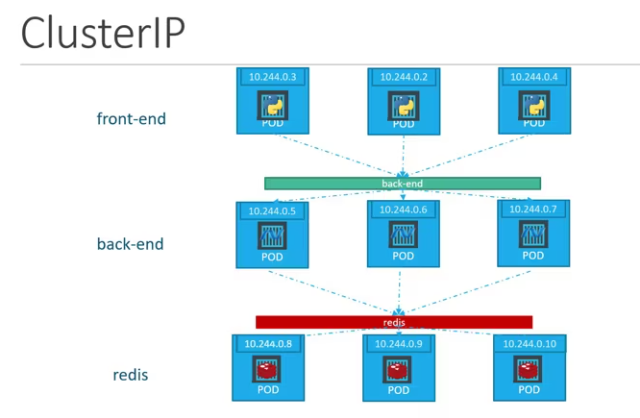 ClusterIP
10.244.0.3 10.244.0.2 10.244.0.4
front-end
POD POD POD
back-end
10.244.0.5 10.244.0.6 10.244.0.7
back-end
POD POD POD
redis
10.244.0.8 10.244.0.9 10.244.0.10
redis
POD POD POD